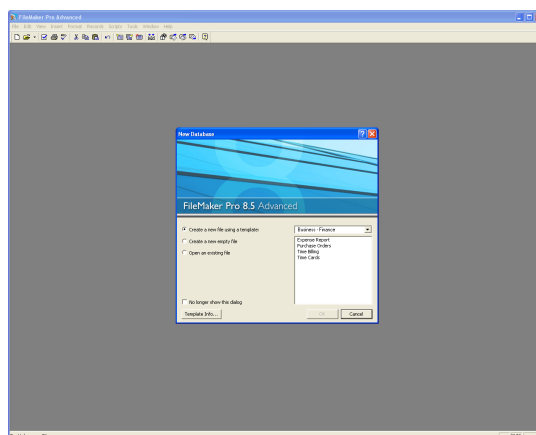 FileMaker Pro Advanced
File Edit View Insert Format Records Scripts Tools Window Help
New Database
FileMaker Pro 8.5 Advanced
Create a new file using a template:
Business - Finance
Create a new empty file
Open an existing file
Expense Report
Purchase Orders
Time Billing
Time Cards
No longer show this dialog
Template Info...
OK
Cancel